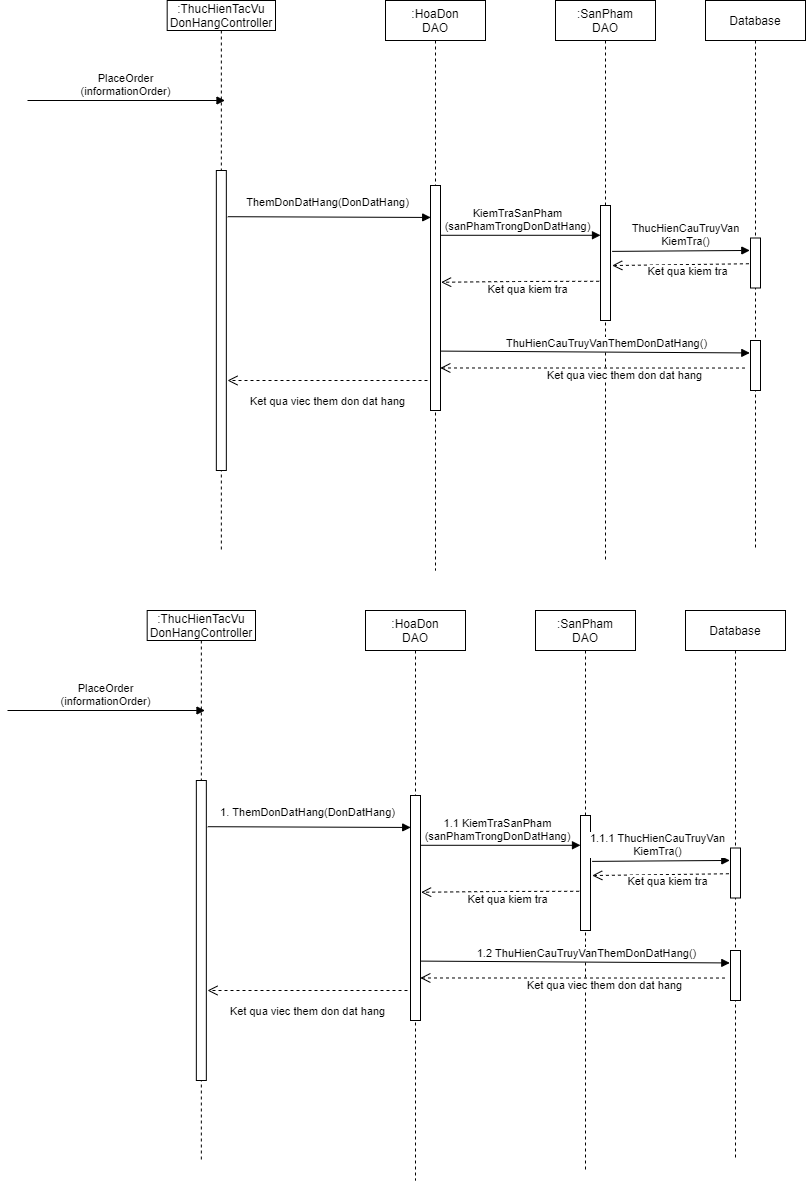 :ThucHienTacVu
DonHangController
:HoaDon
DAO
:SanPham
DAO
Database
PlaceOrder
(informationOrder)
ThemDonDatHang(DonDatHang)
KiemTraSanPham
(sanPhamTrongDonDatHang)
ThucHienCauTruyVan
KiemTra()
Ket qua kiem tra
Ket qua kiem tra
ThuHienCauTruyVanThemDonDatHang()
Ket qua viec them don dat hang
Ket qua viec them don dat hang
:ThucHienTacVu
DonHangController
:HoaDon
DAO
:SanPham
DAO
Database
PlaceOrder
(informationOrder)
1. ThemDonDatHang(DonDatHang)
1.1 KiemTraSanPham
(sanPhamTrongDonDatHang)
1.1.1 ThucHienCauTruyVan
KiemTra()
Ket qua kiem tra
Ket qua kiem tra
1.2 ThuHienCauTruyVanThemDonDatHang()
Ket qua viec them don dat hang
Ket qua viec them don dat hang